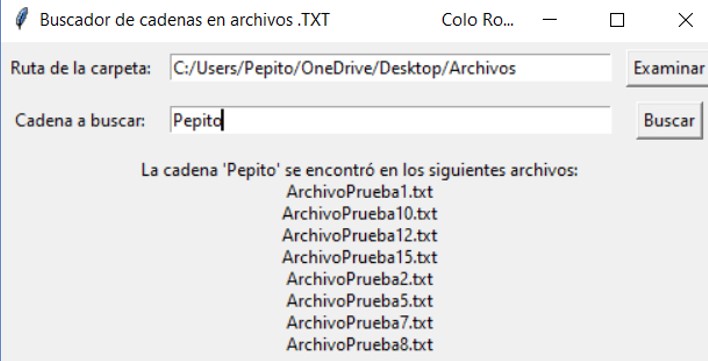 Buscador de cadenas en archivos .TXT Colo Ro...
Ruta de la carpeta: C:/Users/Pepito/OneDrive/Desktop/Archivos Examinar
Cadena a buscar: Pepito Buscar
La cadena 'Pepito' se encontró en los siguientes archivos:
ArchivoPrueba1.txt
ArchivoPrueba10.txt
ArchivoPrueba12.txt
ArchivoPrueba15.txt
ArchivoPrueba2.txt
ArchivoPrueba5.txt
ArchivoPrueba7.txt
ArchivoPrueba8.txt